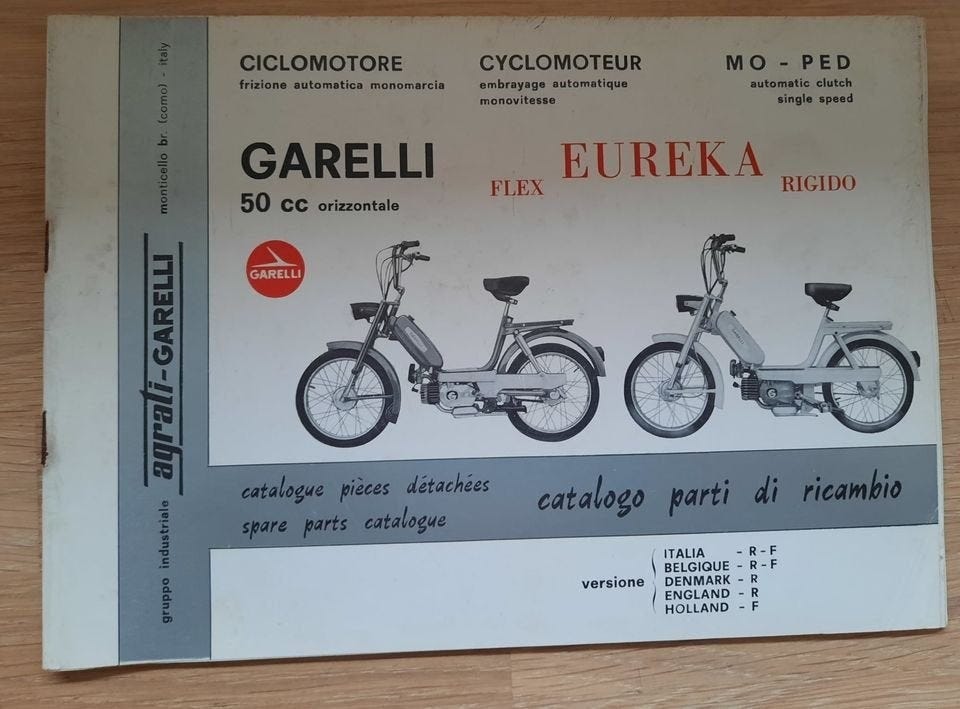 gruppo industriale agrati-GARELLI monticello br. (como) - italy
CICLOMOTORE
frizione automatica monomarcia
CYCLOMOTEUR
embrayage automatique
monovitesse
MO - PED
automatic clutch
single speed
GARELLI
50 cc orizzontale
FLEX EUREKA RIGIDO
GARELLI
catalogue pièces détachées
spare parts catalogue
catalogo parti di ricambio
versione
ITALIA - R - F
BELGIQUE - R - F
DENMARK - R
ENGLAND - R
HOLLAND - F